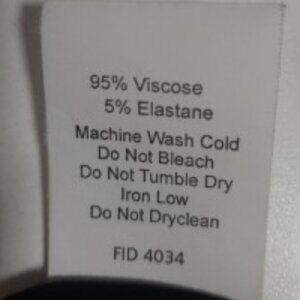 95% Viscose
5% Elastane
Machine Wash Cold
Do Not Bleach
Do Not Tumble Dry
Iron Low
Do Not Dryclean
FID 4034